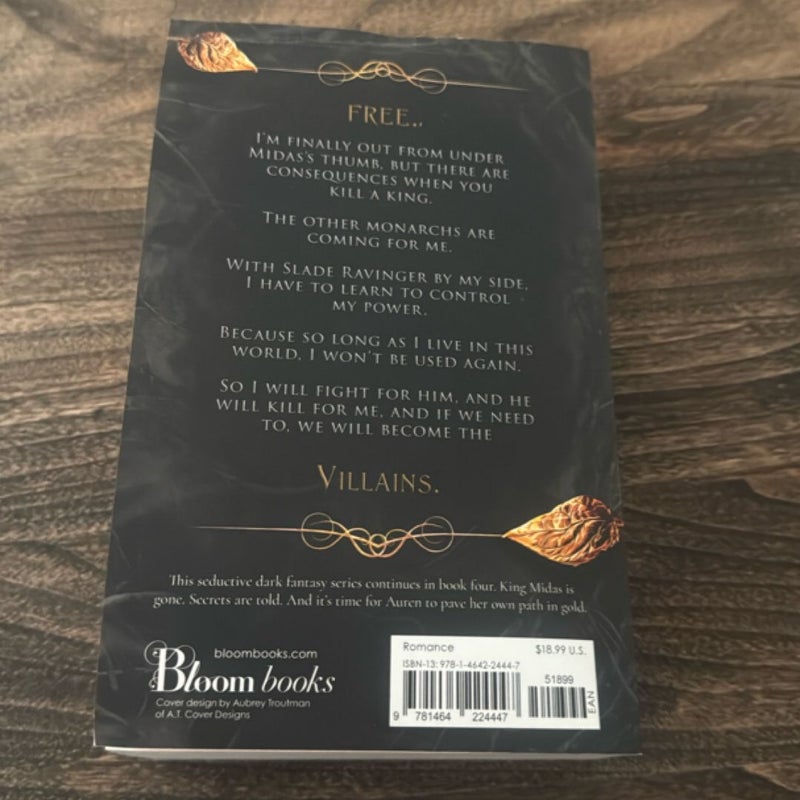 FREE..
I'M FINALLY OUT FROM UNDER
MIDAS'S THUMB, BUT THERE ARE
CONSEQUENCES WHEN YOU
KILL A KING.
THE OTHER MONARCHS ARE
COMING FOR ME.
WITH SLADE RAVINGER BY MY SIDE,
I HAVE TO LEARN TO CONTROL
MY POWER.
BECAUSE SO LONG AS I LIVE IN THIS
WORLD, I WON'T BE USED AGAIN.
SO I WILL FIGHT FOR HIM, AND HE
WILL KILL FOR ME, AND IF WE NEED
TO, WE WILL BECOME THE
VILLAINS.
This seductive dark fantasy series continues in book four. King Midas is
gone. Secrets are told. And it's time for Auren to pave her own path in gold.
bloombooks.com
Bloom books
Cover design by Aubrey Troutman
of A.T. Cover Designs
Romance $18.99 U.S.
ISBN-13: 978-1-4642-2444-7
51899
EAN
9 781464 224447